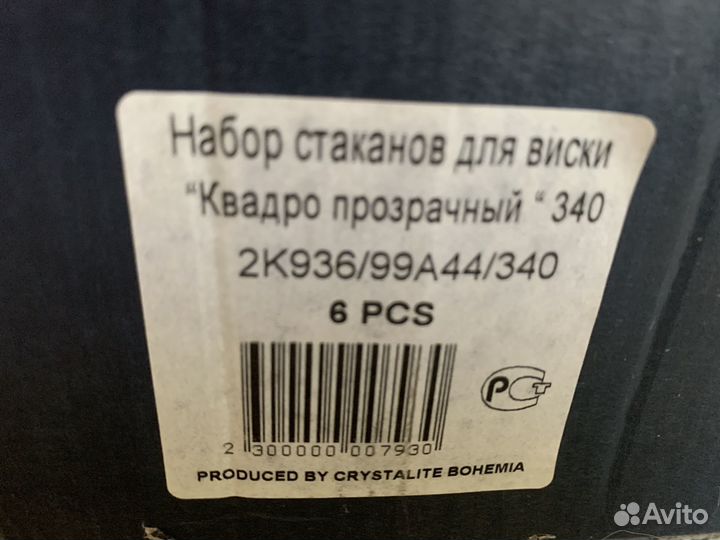 Набор стаканов для виски
“Квадро прозрачный “ 340
2K936/99A44/340
6 PCS
РСТ
2 300000 007930
PRODUCED BY CRYSTALITE BOHEMIA
Avito